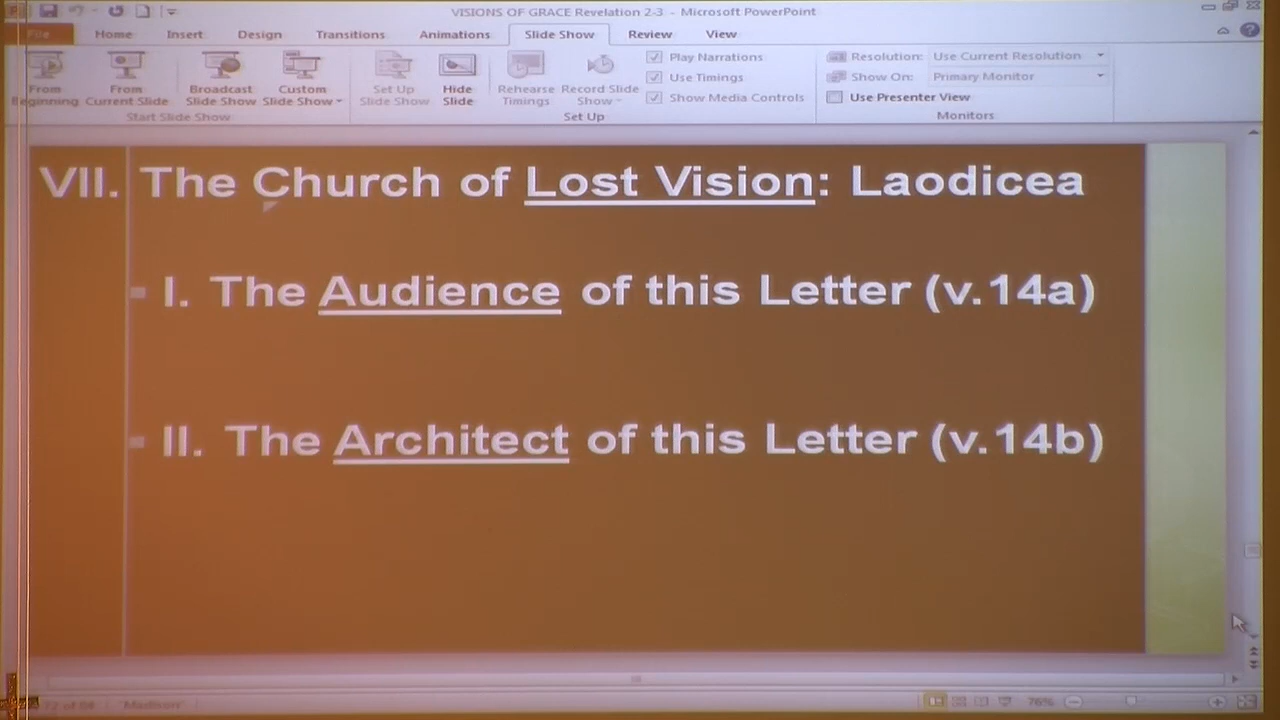 VISIONS OF GRACE Revelation 2-3 - Microsoft PowerPoint
File Home Insert Design Transitions Animations Slide Show Review View
From Beginning
From Current Slide
Broadcast Slide Show
Custom Slide Show
Set Up Slide Show
Hide Slide
Rehearse Timings
Record Slide Show
Play Narrations
Use Timings
Show Media Controls
Resolution: Use Current Resolution
Show On: Primary Monitor
Use Presenter View
Start Slide Show
Set Up
Monitors
VII. The Church of Lost Vision: Laodicea
I. The Audience of this Letter (v.14a)
II. The Architect of this Letter (v.14b)
"Madison"
76%